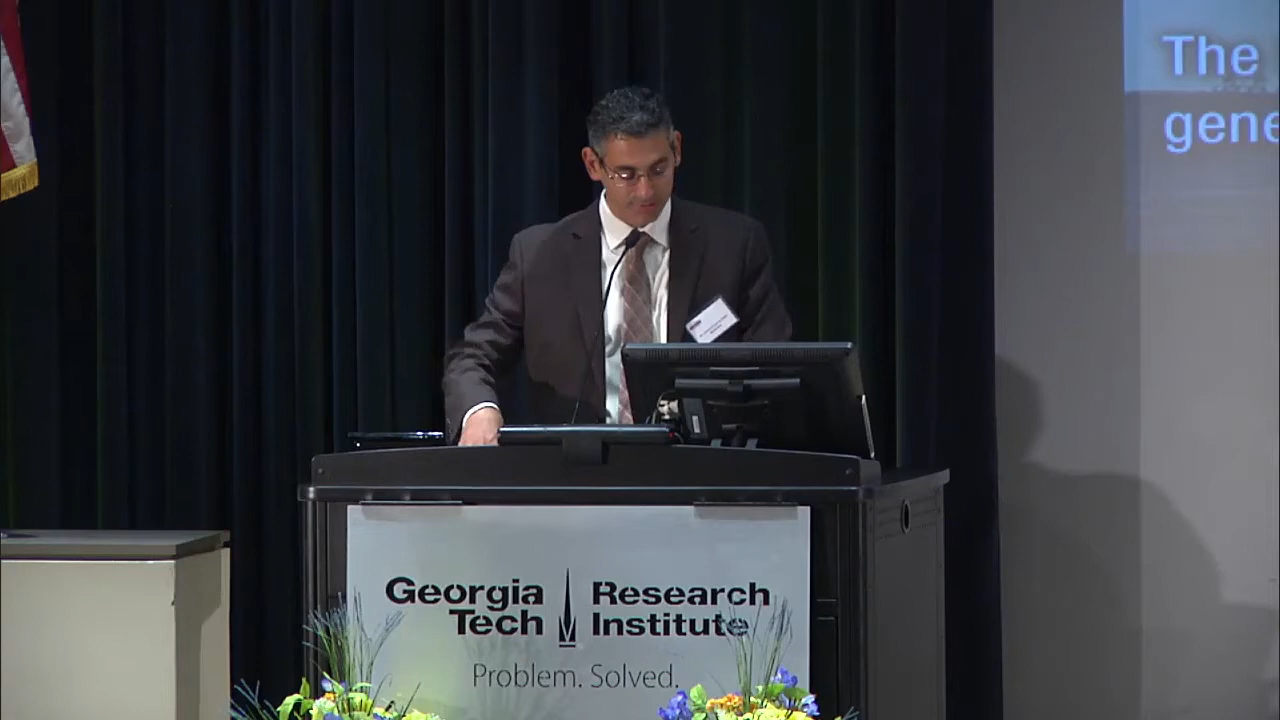 The
gene
Georgia Research
Tech Institute
Problem. Solved.